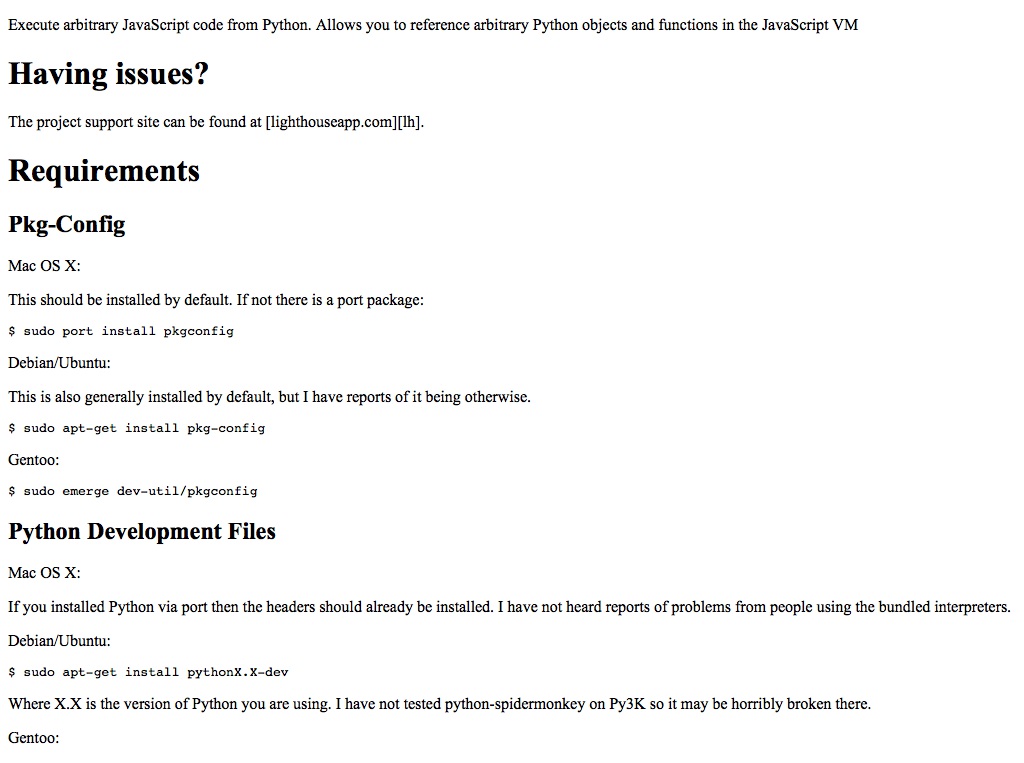 Execute arbitrary JavaScript code from Python. Allows you to reference arbitrary Python objects and functions in the JavaScript VM
Having issues?
The project support site can be found at [lighthouseapp.com][lh].
Requirements
Pkg-Config
Mac OS X:
This should be installed by default. If not there is a port package:
$ sudo port install pkgconfig
Debian/Ubuntu:
This is also generally installed by default, but I have reports of it being otherwise.
$ sudo apt-get install pkg-config
Gentoo:
$ sudo emerge dev-util/pkgconfig
Python Development Files
Mac OS X:
If you installed Python via port then the headers should already be installed. I have not heard reports of problems from people using the bundled interpreters.
Debian/Ubuntu:
$ sudo apt-get install pythonX.X-dev
Where X.X is the version of Python you are using. I have not tested python-spidermonkey on Py3K so it may be horribly broken there.
Gentoo: